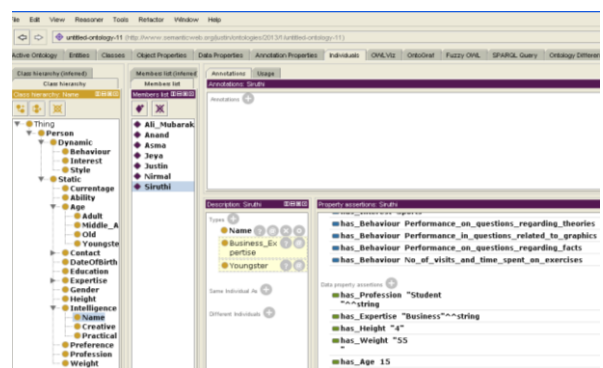 le Edit View Reasoner Tools Refactor Window Help
untitled-ontology-11 (http://www.semanticweb.org/justin/ontologies/2013/1/untitled-ontology-11)
Active Ontology Entities Classes Object Properties Data Properties Annotation Properties Individuals OWLViz OntoGraf Fuzzy OWL SPARQL Query Ontology Differen
Class hierarchy (inferred)
Class hierarchy
Class hierarchy: Name
Thing
Person
Dynamic
Behaviour
Interest
Style
Static
Currentage
Ability
Age
Adult
Middle_A
Old
Youngste
Contact
DateOfBirth
Education
Expertise
Gender
Height
Intelligence
Name
Creative
Practical
Preference
Profession
Weight
Members list (inferred
Members list
Members list
Ali_Mubarak
Anand
Asma
Jeya
Justin
Nirmal
Siruthi
Annotations Usage
Annotations: Siruthi
Annotations
Description: Siruthi
Types
Name
Business_Ex
pertise
Youngster
Same Individual As
Different Individuals
Property assertions: Siruthi
has_Interest Sports
has_Behaviour Performance_on_questions_regarding_theories
has_Behaviour Performance_in_questions_related_to_graphics
has_Behaviour Performance_on_questions_regarding_facts
has_Behaviour No_of_visits_and_time_spent_on_exercises
Data property assertions
has_Profession "Student
"^^string
has_Expertise "Business"^^string
has_Height "4"
has_Weight "55
"
has_Age 15